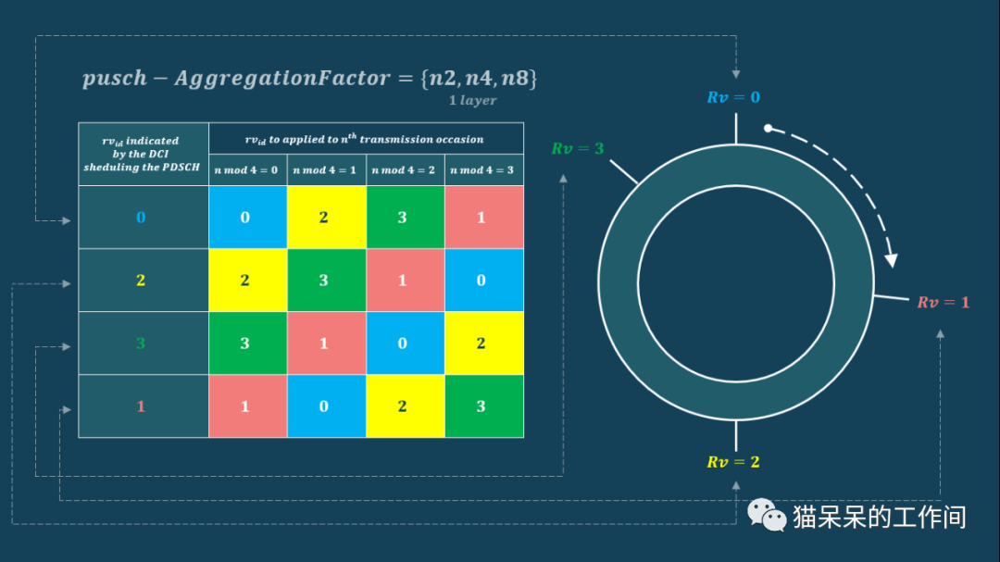 pusch − AggregationFactor = {n2, n4, n8}
1 layer
rv_id indicated
by the DCI
sheduling the PDSCH
rv_id to applied to n^th transmission occasion
n mod 4 = 0
n mod 4 = 1
n mod 4 = 2
n mod 4 = 3
0 0 2 3 1
2 2 3 1 0
3 3 1 0 2
1 1 0 2 3
Rv = 0
Rv = 3
Rv = 1
Rv = 2
猫呆呆的工作间